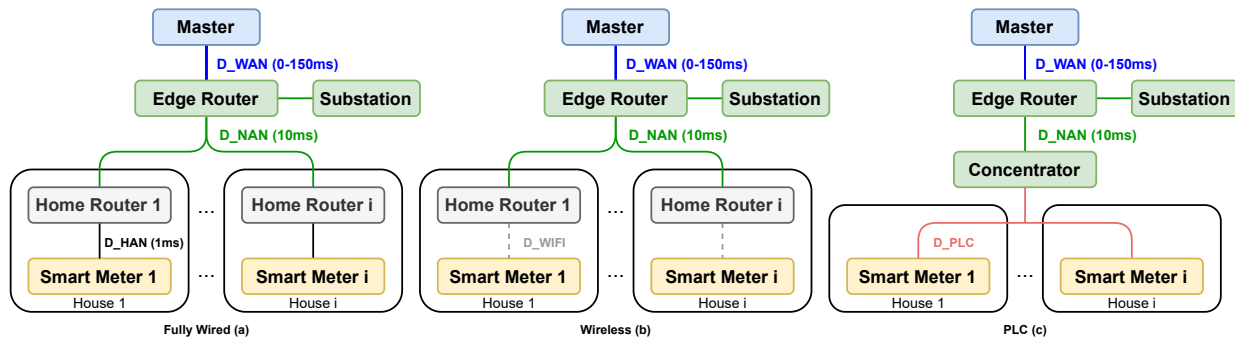 Master
D_WAN (0-150ms)
Edge Router
Substation
D_NAN (10ms)
Home Router 1
...
Home Router i
D_HAN (1ms)
Smart Meter 1
...
Smart Meter i
House 1
House i
Fully Wired (a)
Master
D_WAN (0-150ms)
Edge Router
Substation
D_NAN (10ms)
Home Router 1
...
Home Router i
D_WIFI
Smart Meter 1
...
Smart Meter i
House 1
House i
Wireless (b)
Master
D_WAN (0-150ms)
Edge Router
Substation
D_NAN (10ms)
Concentrator
D_PLC
Smart Meter 1
...
Smart Meter i
House 1
House i
PLC (c)